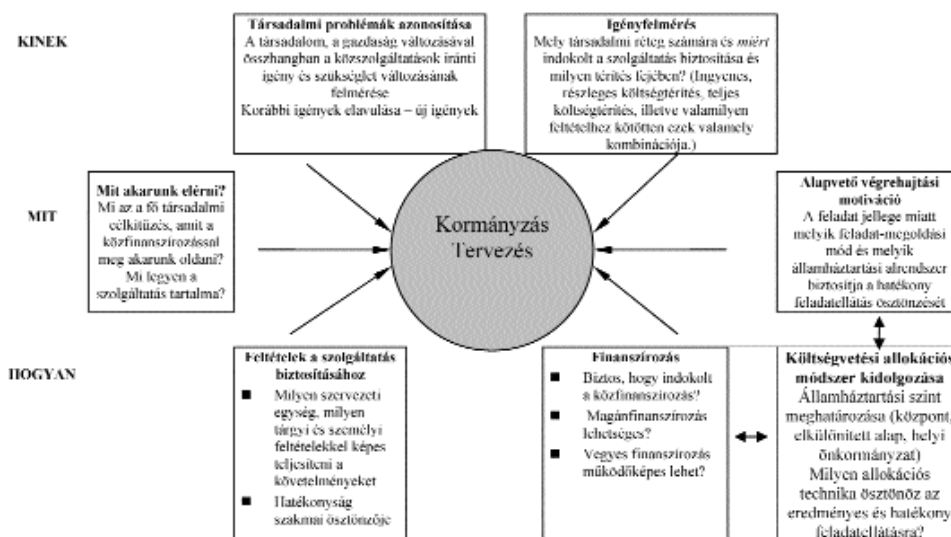 KINEK
Társadalmi problémák azonosítása
A társadalom, a gazdaság változásával
összhangban a közszolgáltatások iránti
igény és szükséglet változásának
felmérése
Korábbi igények elavulása – új igények
Igényfelmérés
Mely társadalmi réteg számára és miért
indokolt a szolgáltatás biztosítása és
milyen térítés fejében? (Ingyenes,
részleges költségtérítés, teljes
költségtérítés, illetve valamilyen
feltételhez kötötten ezek valamely
kombinációja.)
MIT
Mit akarunk elérni?
Mi az a fő társadalmi
célkitűzés, amit a
közfinanszírozással
meg akarunk oldani?
Mi legyen a
szolgáltatás tartalma?
Kormányzás
Tervezés
Alapvető végrehajtási
motiváció
A feladat jellege miatt
melyik feladat-megoldási
mód és melyik
államháztartási alrendszer
biztosítja a hatékony
feladatellátás ösztönzését
HOGYAN
Feltételek a szolgáltatás
biztosításához
Milyen szervezeti
egység, milyen
tárgyi és személyi
feltételekkel képes
teljesíteni a
követelményeket
Hatékonyság
szakmai ösztönzője
Finanszírozás
Biztos, hogy indokolt
a közfinanszírozás?
Magánfinanszírozás
lehetséges?
Vegyes finanszírozás
működőképes lehet?
Költségvetési allokációs
módszer kidolgozása
Államháztartási szint
meghatározása (központ,
elkülönített alap, helyi
önkormányzat)
Milyen allokációs
technika ösztönöz az
eredményes és hatékony
feladatellátásra?